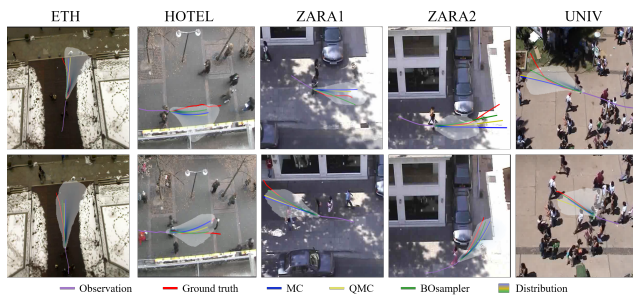 ETH HOTEL ZARA1 ZARA2 UNIV
Observation Ground truth MC QMC BOsampler Distribution